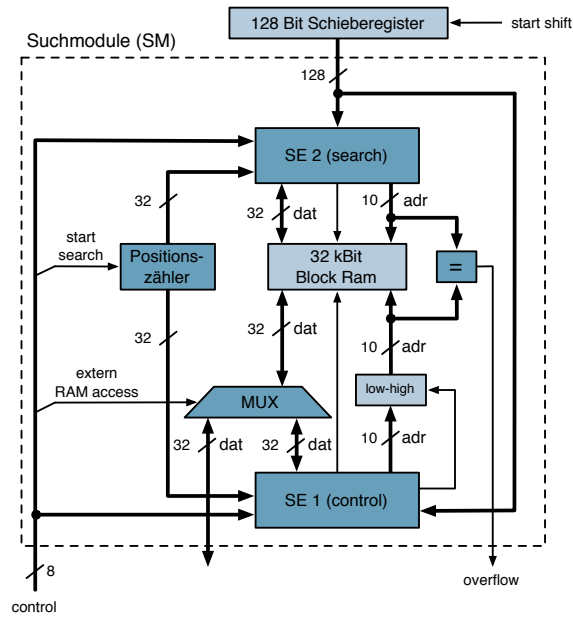 128 Bit Schieberegister
start shift
Suchmodule (SM)
128
SE 2 (search)
32
32
dat
10
adr
start
search
Positions-
zähler
32 kBit
Block Ram
=
32
32
dat
10
adr
extern
RAM access
MUX
low-high
32
dat
32
dat
10
adr
SE 1 (control)
8
overflow
control